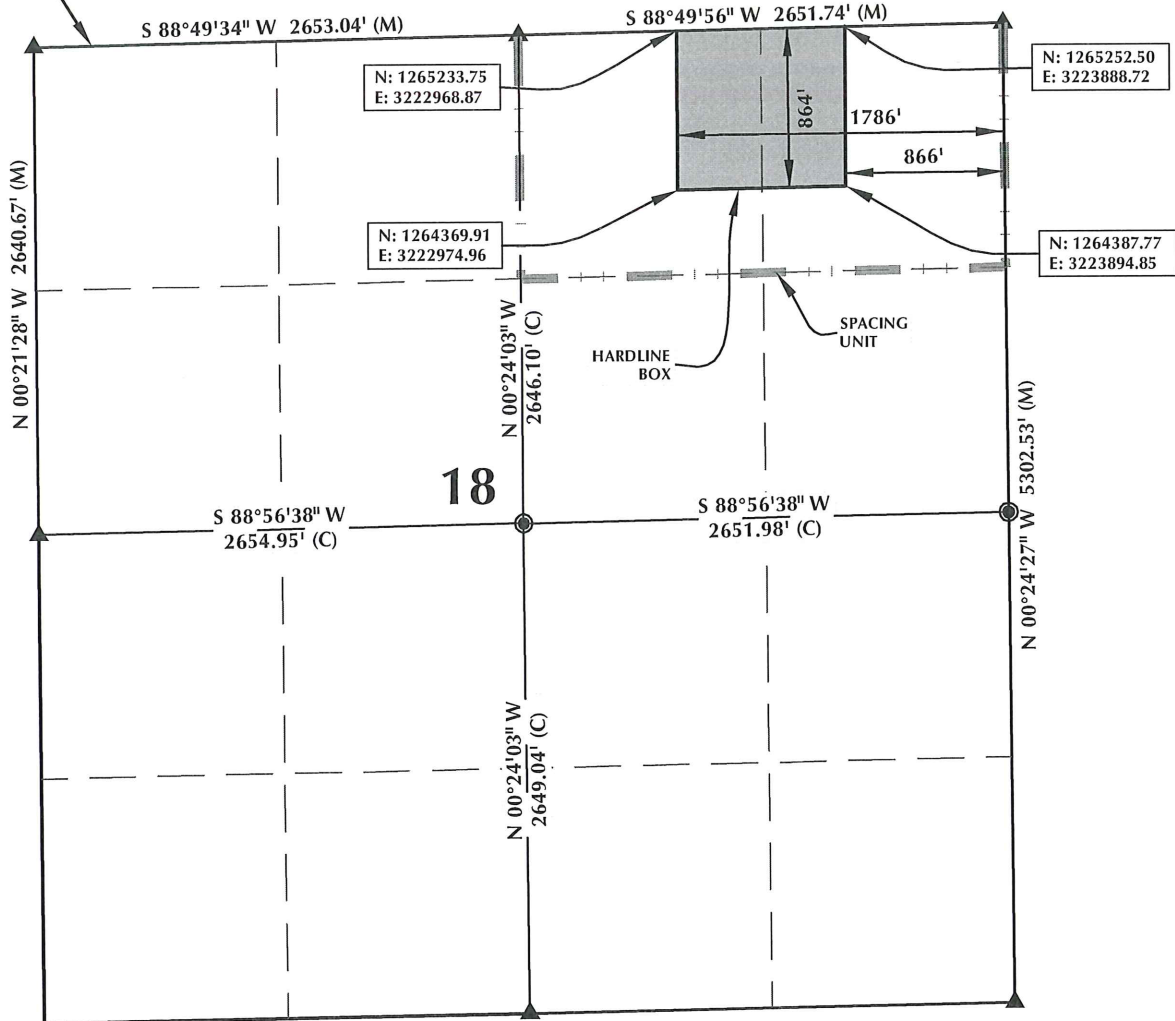 S 88°49'34" W 2653.04' (M)
S 88°49'56" W 2651.74' (M)
N: 1265233.75
E: 3222968.87
N: 1265252.50
E: 3223888.72
864'
1786'
866'
N 00°21'28" W 2640.67' (M)
N: 1264369.91
E: 3222974.96
N: 1264387.77
E: 3223894.85
SPACING
UNIT
HARDLINE
BOX
N 00°24'03" W
2646.10' (C)
N 00°24'27" W 5302.53' (M)
18
S 88°56'38" W
2654.95' (C)
S 88°56'38" W
2651.98' (C)
N 00°24'03" W
2649.04' (C)